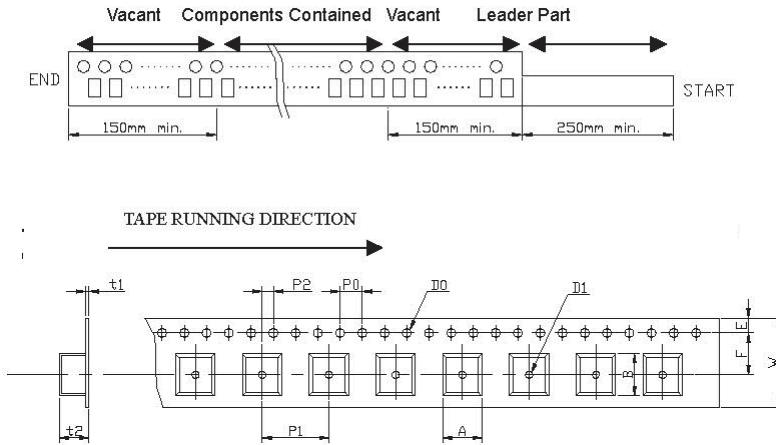 Vacant Components Contained Vacant Leader Part
END
START
150mm min. 150mm min. 250mm min.
TAPE RUNNING DIRECTION
t1 P2 P0 D0 D1
E
F
W
B
t2 P1 A